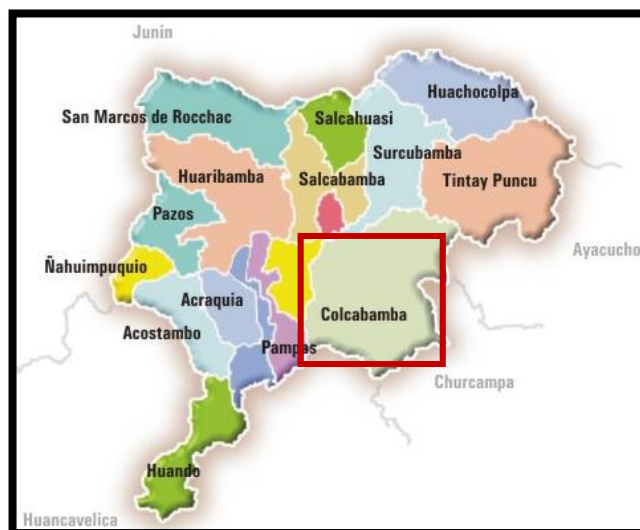 Junin
Huachocolpa
San Marcos de Rocchac
Salcahuasi
Surcubamba
Huaribamba
Salcabamba
Tintay Puncu
Pazos
Ayacucho
Ñahuimpuquio
Acraquia
Colcabamba
Acostambo
Pampas
Churcampa
Huando
Huancavelica